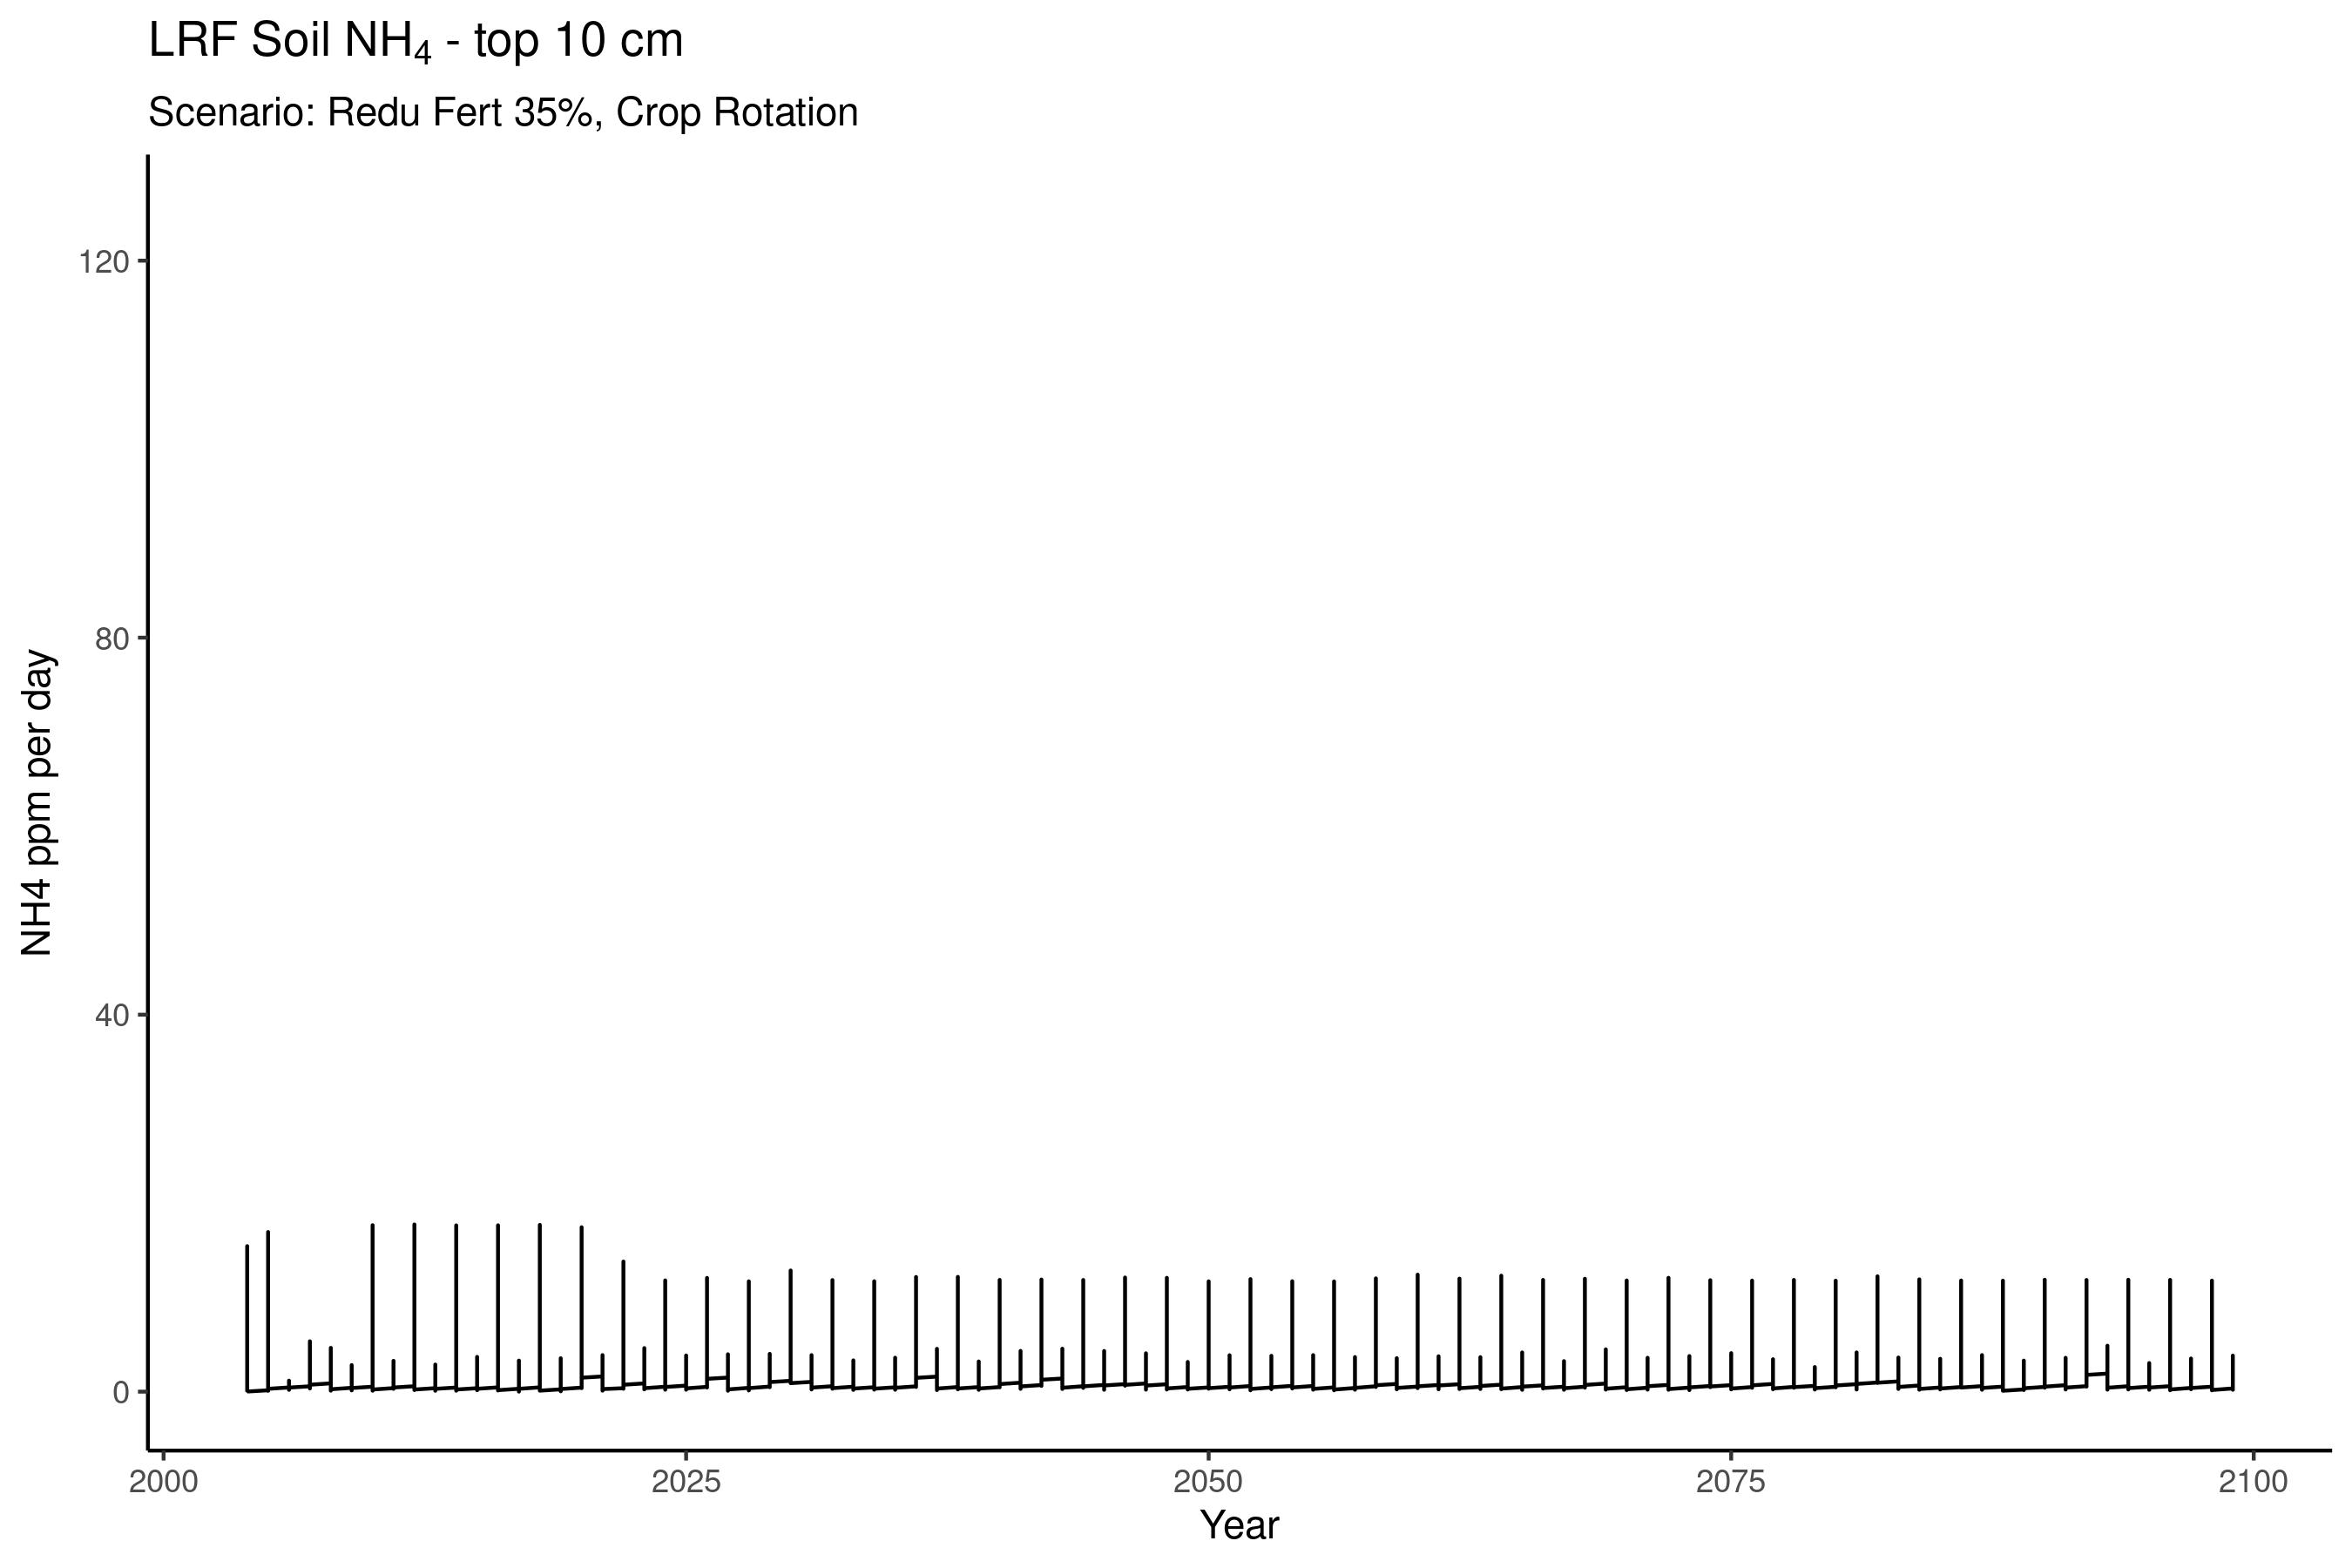 LRF Soil NH₄ - top 10 cm
Scenario: Redu Fert 35%, Crop Rotation
120
80
40
0
NH4 ppm per day
2000 2025 2050 2075 2100
Year